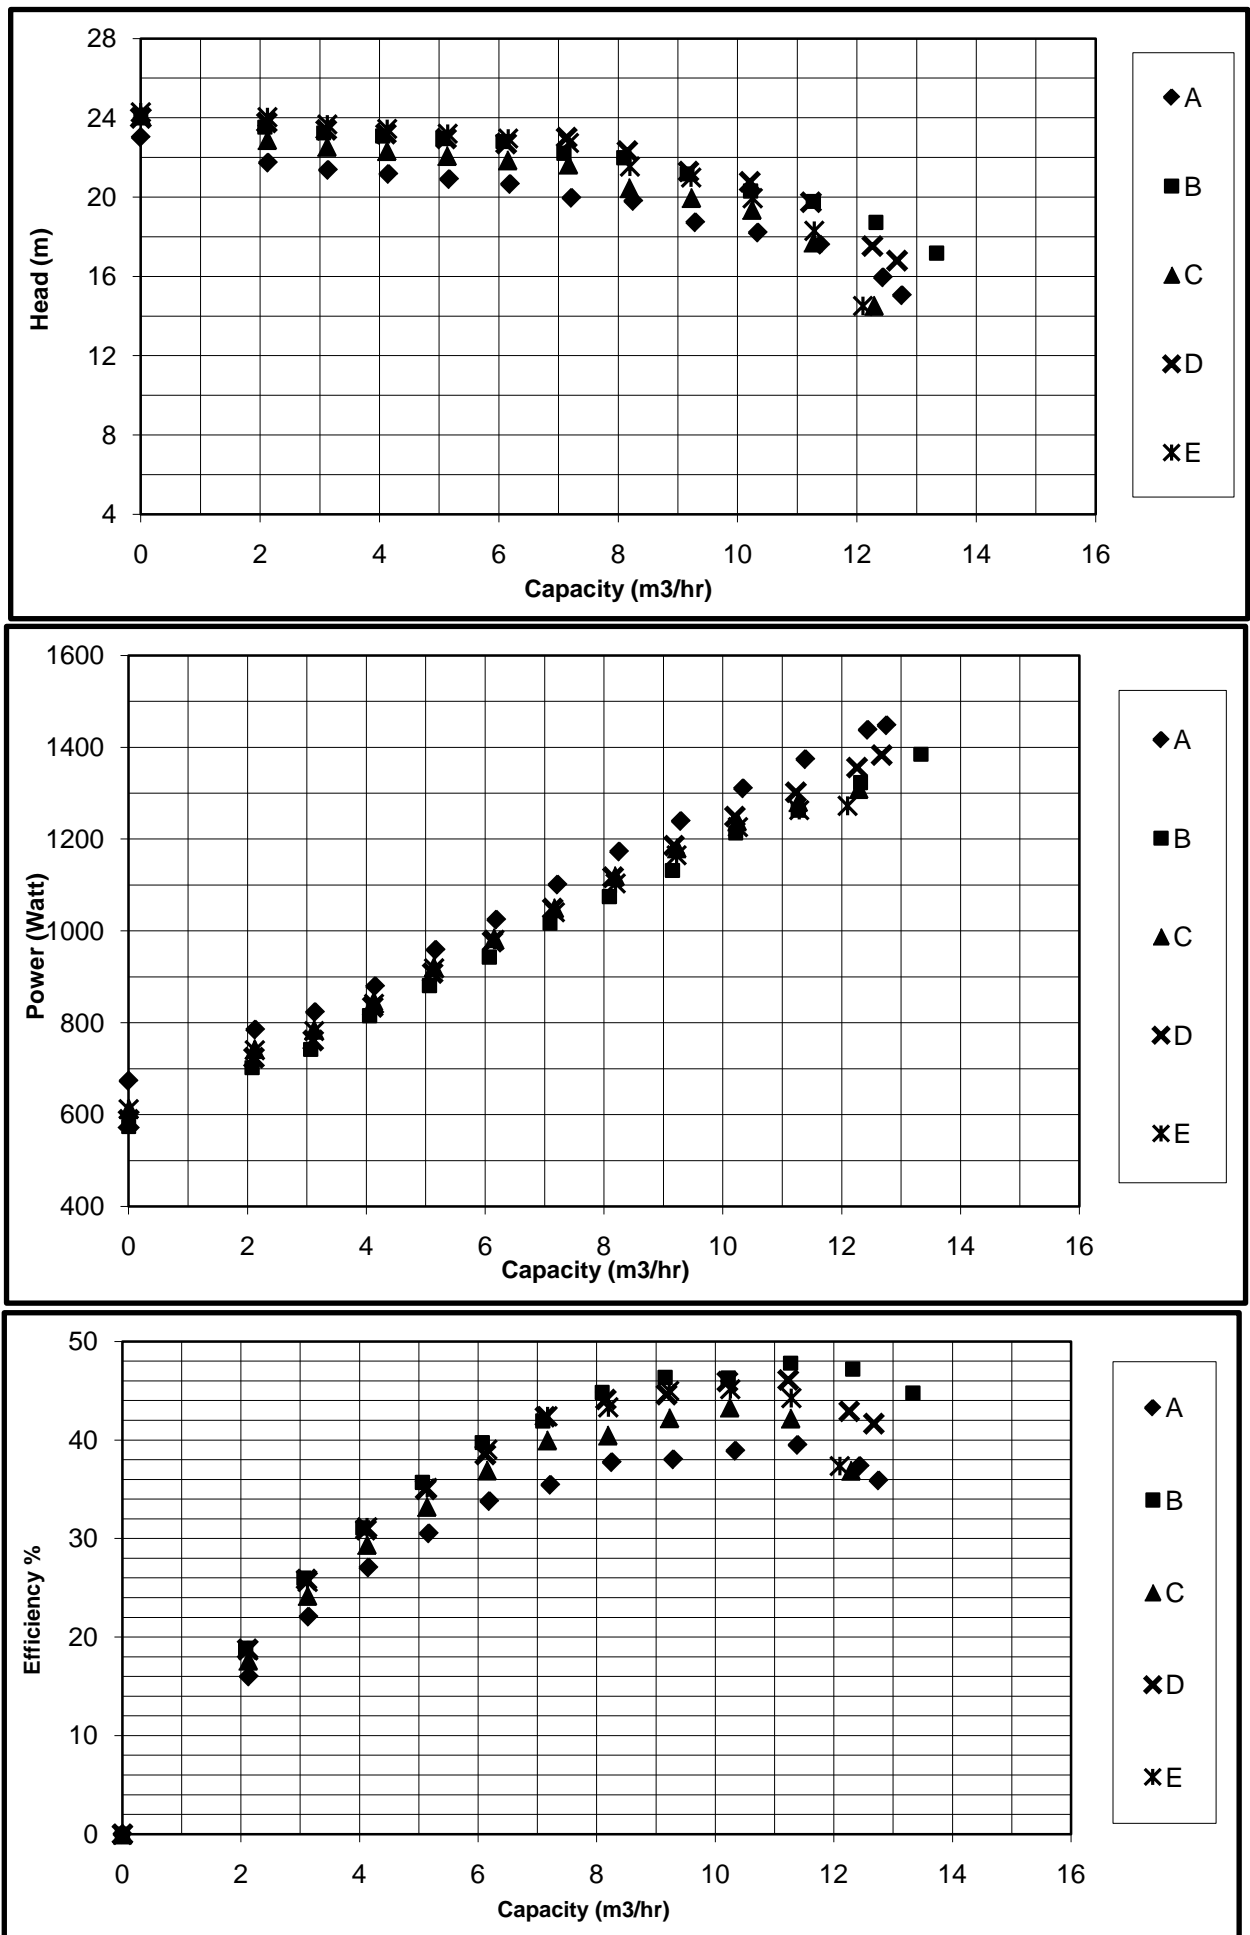 28
24
20
16
12
8
4
0 2 4 6 8 10 12 14 16
Head (m)
Capacity (m3/hr)
A
B
C
D
E
1600
1400
1200
1000
800
600
400
0 2 4 6 8 10 12 14 16
Power (Watt)
Capacity (m3/hr)
A
B
C
D
E
50
40
30
20
10
0
0 2 4 6 8 10 12 14 16
Efficiency %
Capacity (m3/hr)
A
B
C
D
E